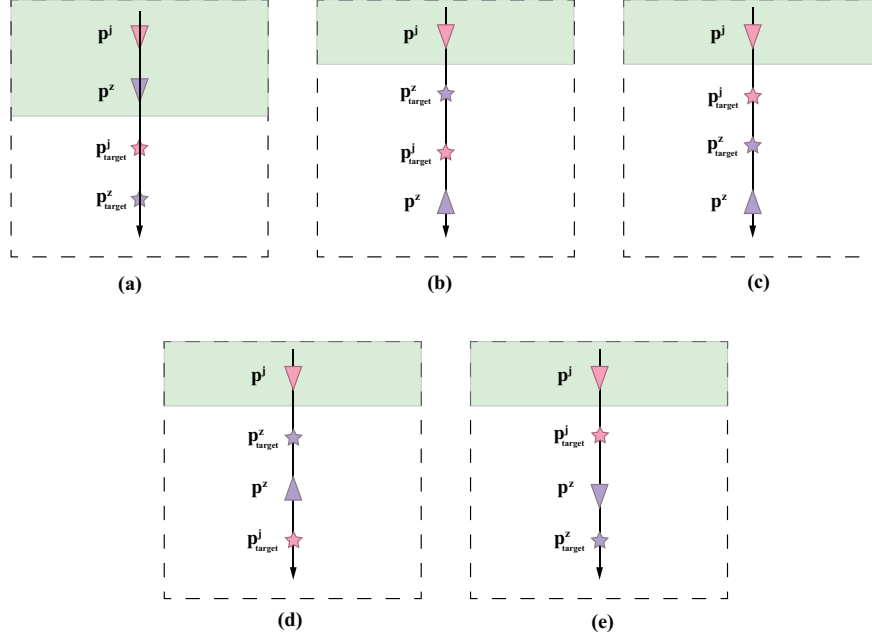 p^j p^j p^j
p^z p^z_target p^j_target
p^j_target p^j_target p^z_target
p^z_target p^z p^z
(a) (b) (c)
p^j p^j
p^z_target p^j_target
p^z p^z
p^j_target p^z_target
(d) (e)